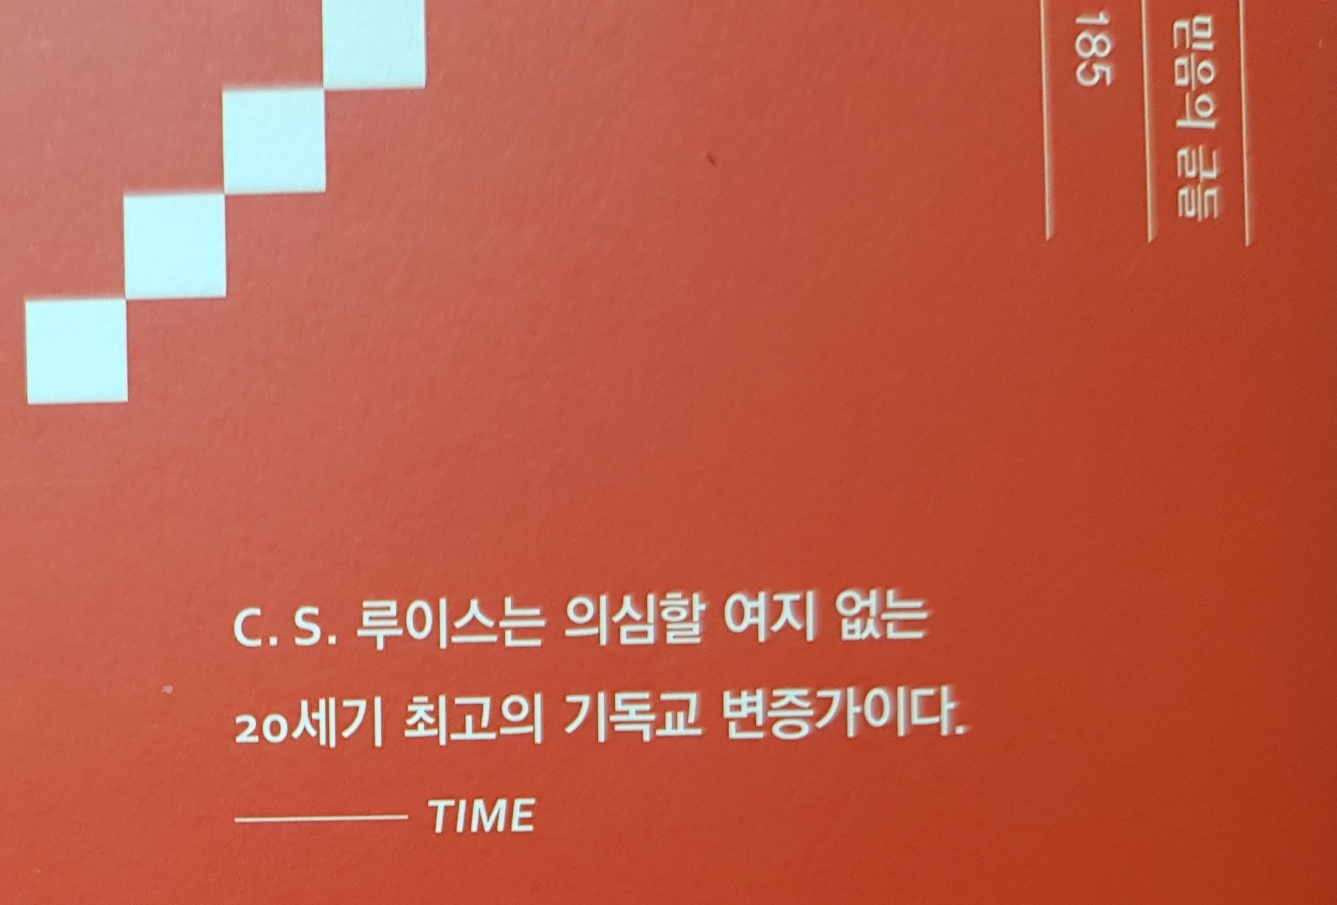 185
믿음의 글들
C. S. 루이스는 의심할 여지 없는
20세기 최고의 기독교 변증가이다.
TIME